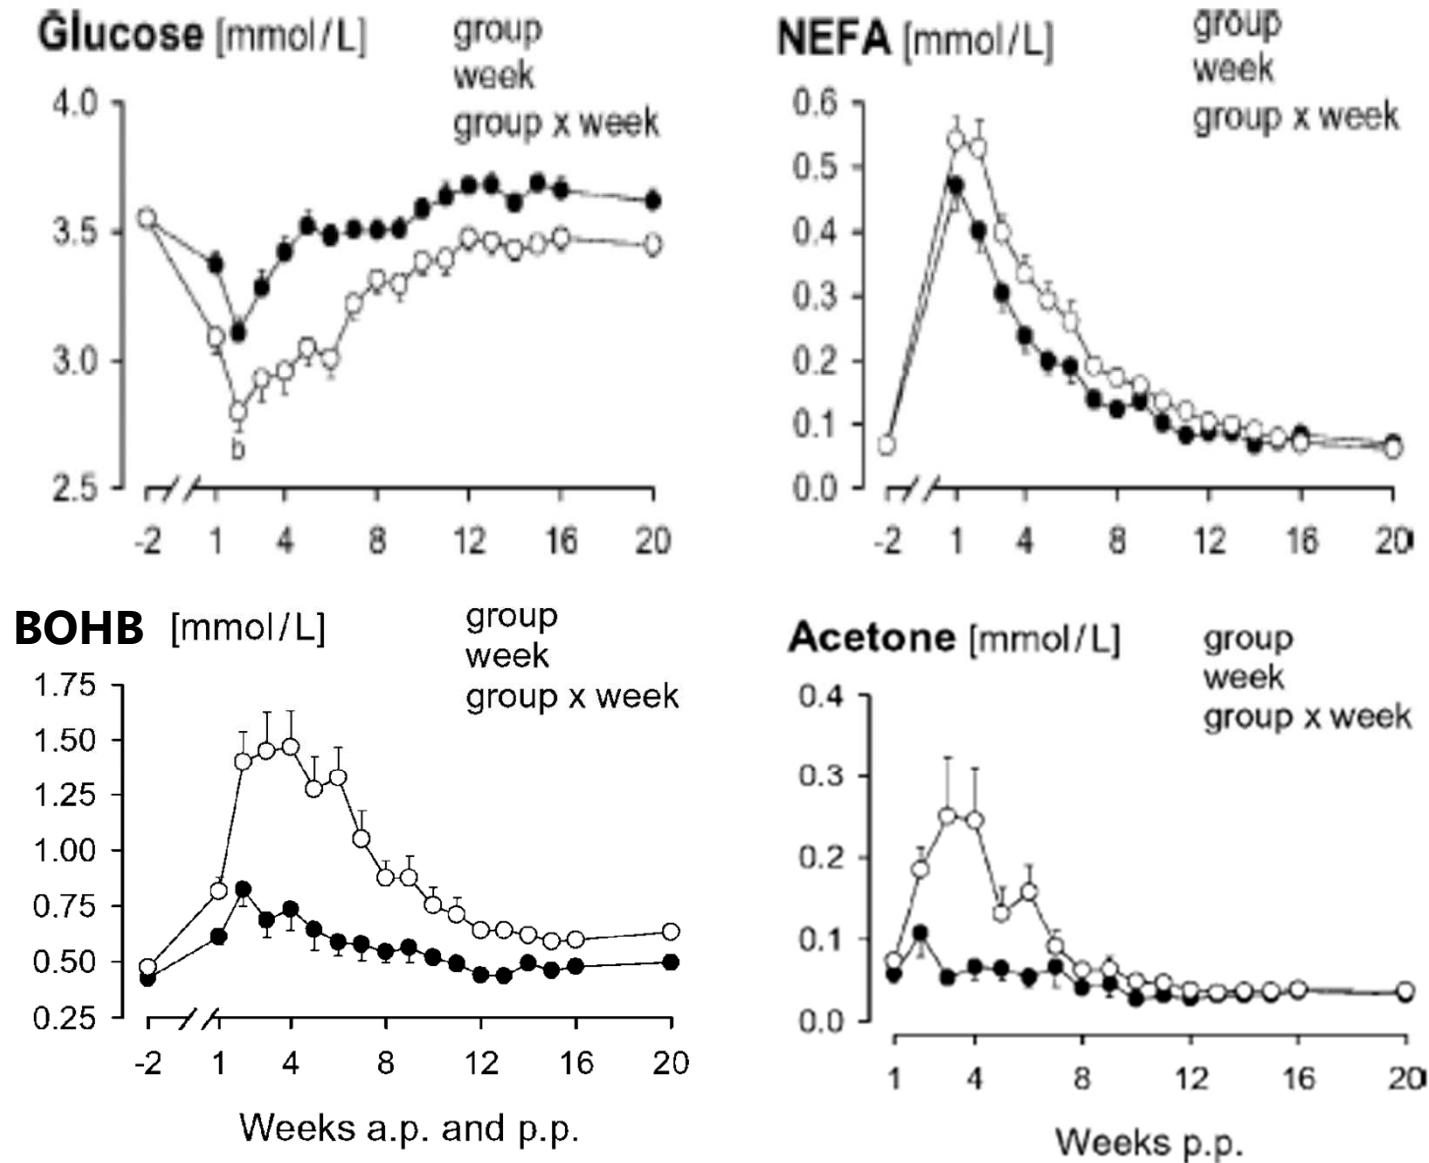 Glucose [mmol/L]
group
week
group x week
4.0
3.5
3.0
2.5
b
-2 1 4 8 12 16 20
NEFA [mmol/L]
group
week
group x week
0.6
0.5
0.4
0.3
0.2
0.1
0.0
-2 1 4 8 12 16 20
BOHB [mmol/L]
group
week
group x week
1.75
1.50
1.25
1.00
0.75
0.50
0.25
-2 1 4 8 12 16 20
Weeks a.p. and p.p.
Acetone [mmol/L]
group
week
group x week
0.4
0.3
0.2
0.1
0.0
1 4 8 12 16 20
Weeks p.p.